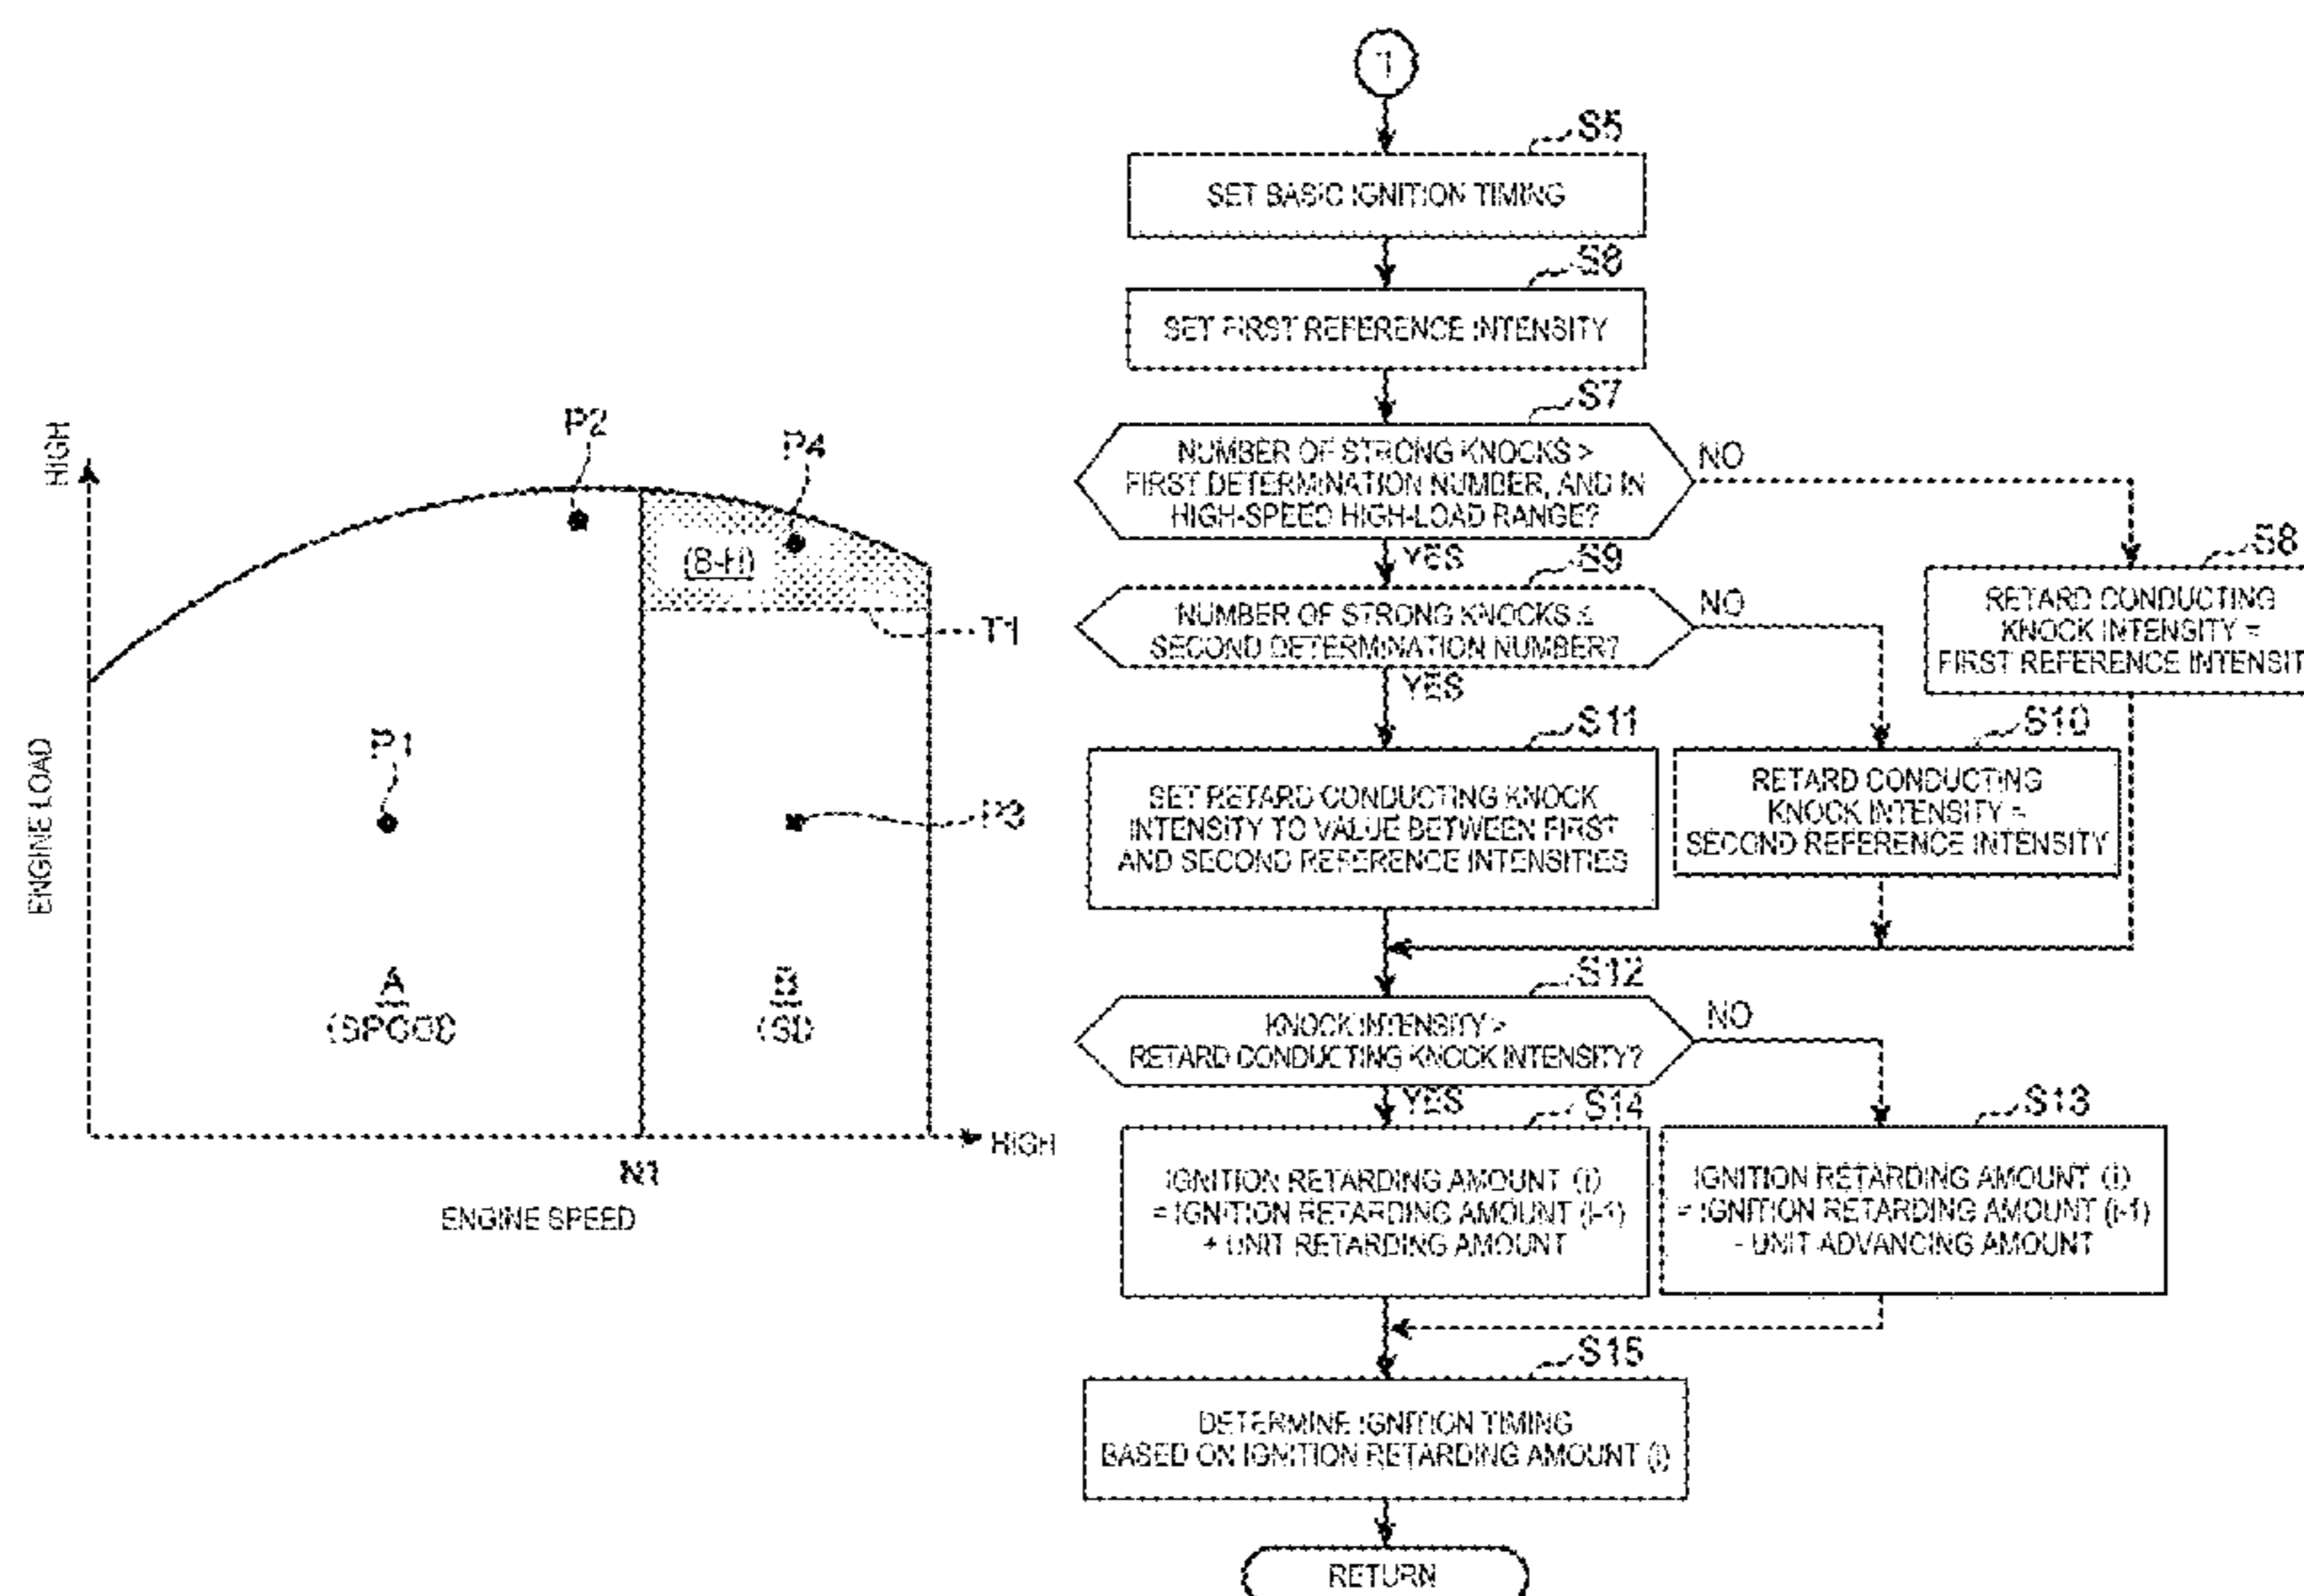 HIGH
ENGINE LOAD
P2
P4
(B-H)
T1
P1
P3
A
(SPCCI)
B
(SI)
HIGH
N1
ENGINE SPEED
1
S5
SET BASIC IGNITION TIMING
S6
SET FIRST REFERENCE INTENSITY
S7
NUMBER OF STRONG KNOCKS >
FIRST DETERMINATION NUMBER, AND IN
HIGH-SPEED HIGH-LOAD RANGE?
NO
YES
S8
RETARD CONDUCTING
KNOCK INTENSITY =
FIRST REFERENCE INTENSIT
S9
NUMBER OF STRONG KNOCKS ≤
SECOND DETERMINATION NUMBER?
NO
YES
S10
RETARD CONDUCTING
KNOCK INTENSITY =
SECOND REFERENCE INTENSITY
S11
SET RETARD CONDUCTING KNOCK
INTENSITY TO VALUE BETWEEN FIRST
AND SECOND REFERENCE INTENSITIES
S12
KNOCK INTENSITY >
RETARD CONDUCTING KNOCK INTENSITY?
NO
YES
S13
IGNITION RETARDING AMOUNT (i)
= IGNITION RETARDING AMOUNT (i-1)
- UNIT ADVANCING AMOUNT
S14
IGNITION RETARDING AMOUNT (i)
= IGNITION RETARDING AMOUNT (i-1)
+ UNIT RETARDING AMOUNT
S15
DETERMINE IGNITION TIMING
BASED ON IGNITION RETARDING AMOUNT (i)
RETURN